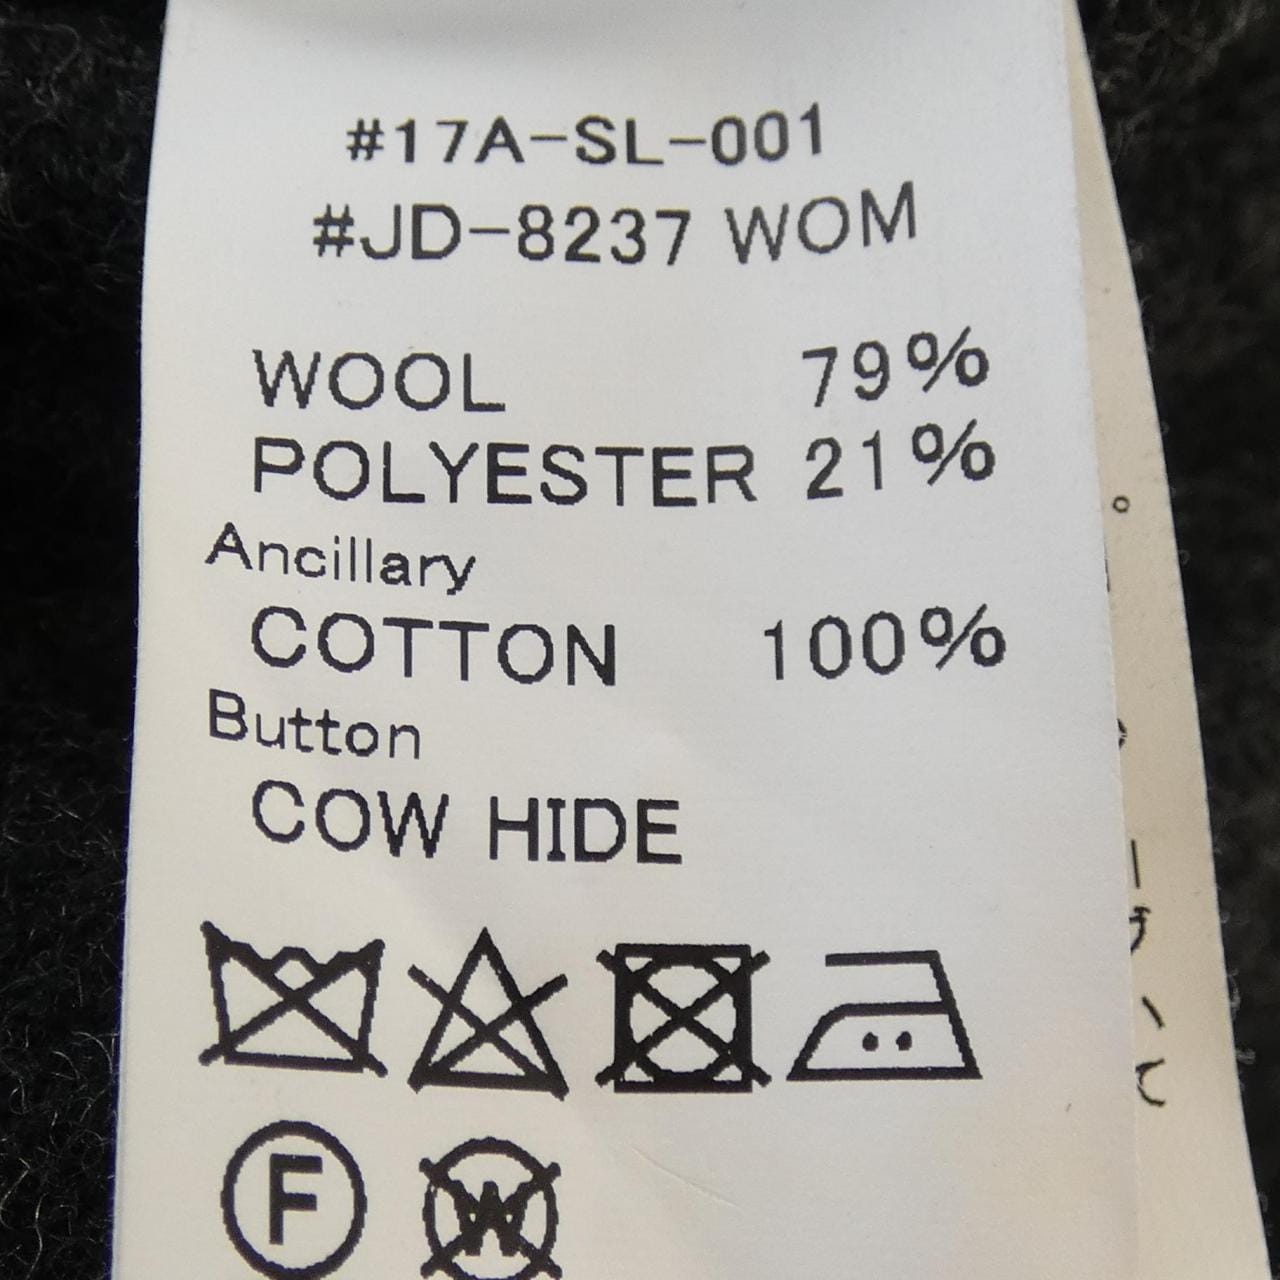 #17A-SL-001
#JD-8237 WOM
WOOL 79%
POLYESTER 21%
Ancillary
COTTON 100%
Button
COW HIDE
F
W